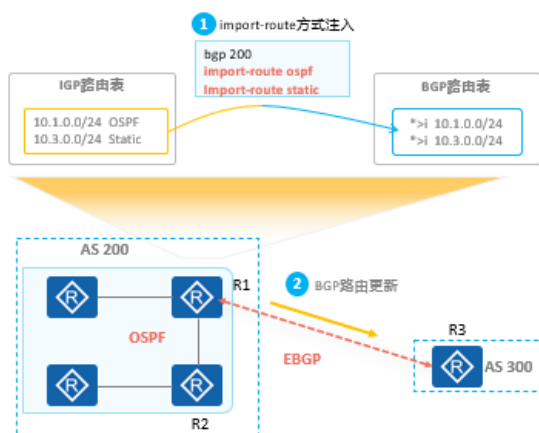 1 import-route方式注入
bgp 200
import-route ospf
Import-route static
IGP路由表
10.1.0.0/24 OSPF
10.3.0.0/24 Static
BGP路由表
*>i 10.1.0.0/24
*>i 10.3.0.0/24
AS 200
R
R
R1
OSPF
R
R
R2
2 BGP路由更新
EBGP
R3
R
AS 300